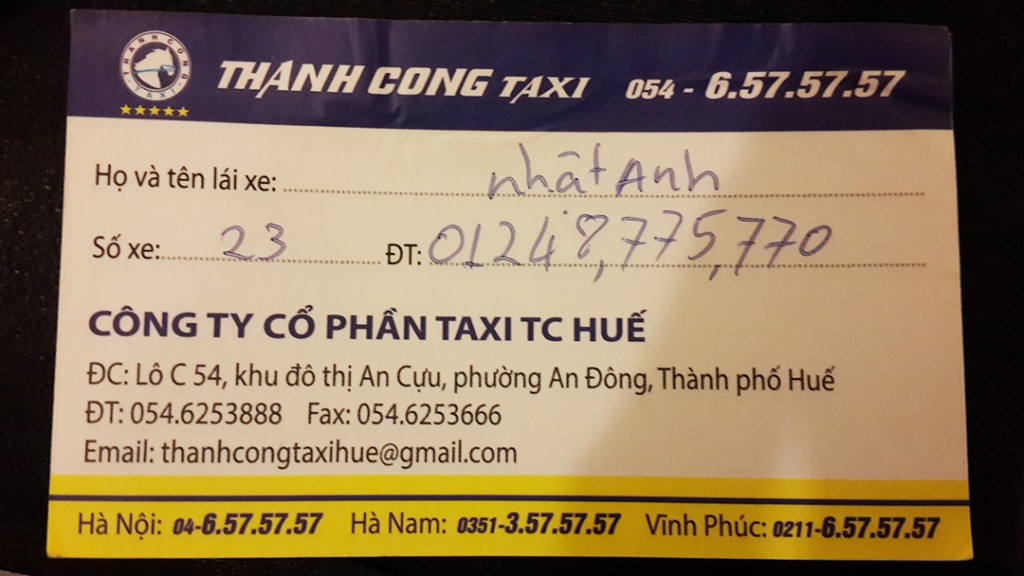 THANH CONG TAXI
THANH CONG TAXI 054 - 6.57.57.57
Họ và tên lái xe: nhật Anh
Số xe: 23 ĐT: 01248,775,770
CÔNG TY CỔ PHẦN TAXI TC HUẾ
ĐC: Lô C 54, khu đô thị An Cựu, phường An Đông, Thành phố Huế
ĐT: 054.6253888 Fax: 054.6253666
Email: thanhcongtaxihue@gmail.com
Hà Nội: 04-6.57.57.57 Hà Nam: 0351-3.57.57.57 Vĩnh Phúc: 0211-6.57.57.57